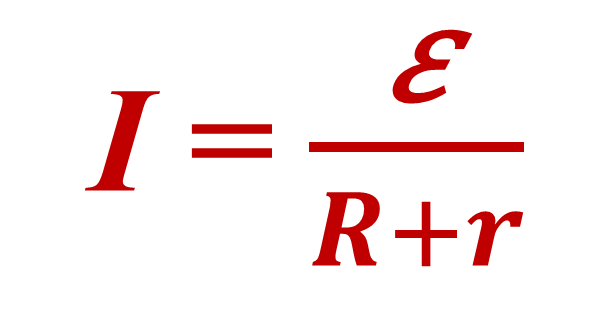 I = ℰ / (R+r)